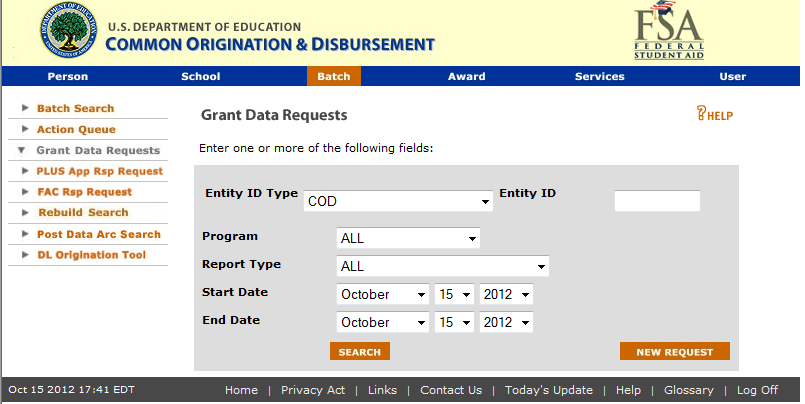 U.S. DEPARTMENT OF EDUCATION
COMMON ORIGINATION & DISBURSEMENT
FSA
FEDERAL
STUDENT AID
Person School Batch Award Services User
Batch Search
Action Queue
Grant Data Requests
PLUS App Rsp Request
FAC Rsp Request
Rebuild Search
Post Data Arc Search
DL Origination Tool
Grant Data Requests
?HELP
Enter one or more of the following fields:
Entity ID Type COD Entity ID
Program ALL
Report Type ALL
Start Date October 15 2012
End Date October 15 2012
SEARCH NEW REQUEST
Oct 15 2012 17:41 EDT Home | Privacy Act | Links | Contact Us | Today's Update | Help | Glossary | Log Off